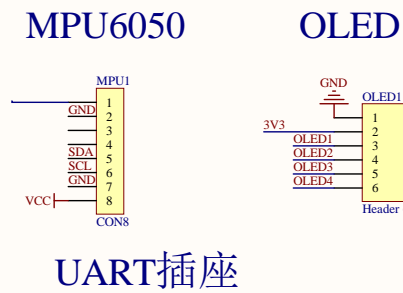 MPU6050
OLED
MPU1
1
GND 2
3
4
SDA 5
SCL 6
GND 7
VCC 8
CON8
GND
OLED1
1
3V3 2
OLED1 3
OLED2 4
OLED3 5
OLED4 6
Header
UART插座